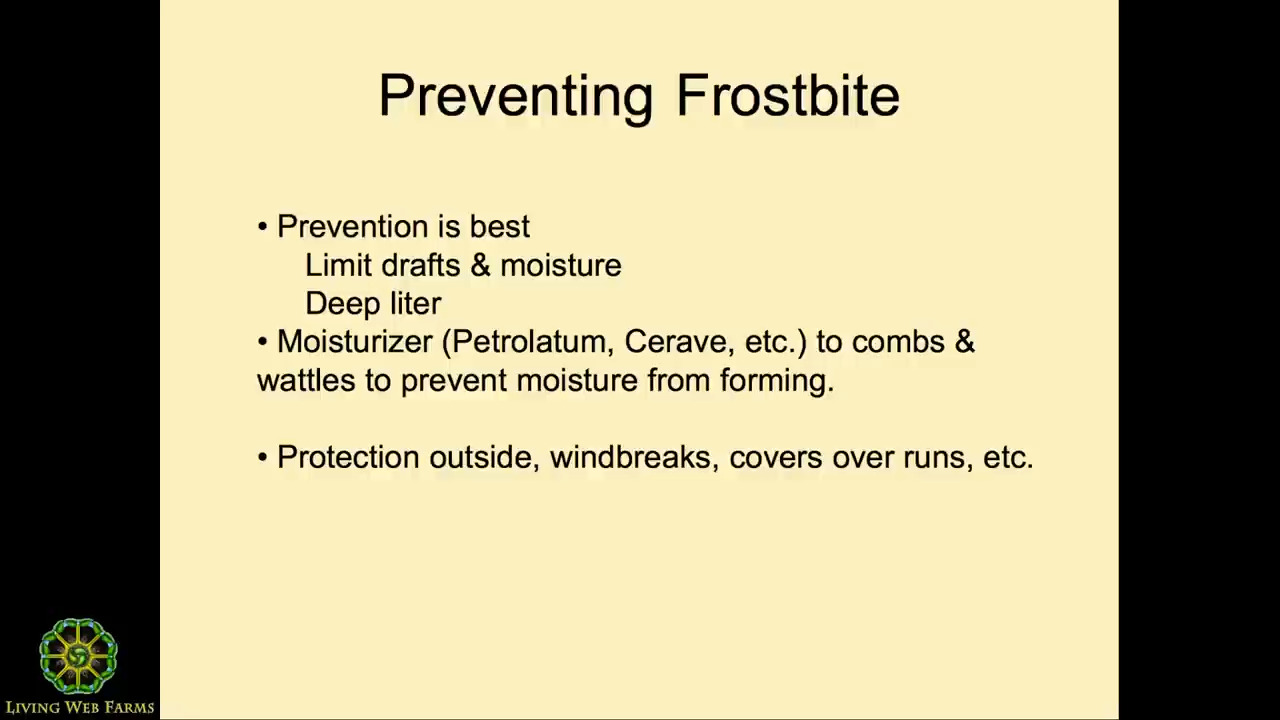 Preventing Frostbite
• Prevention is best
Limit drafts & moisture
Deep liter
• Moisturizer (Petrolatum, Cerave, etc.) to combs &
wattles to prevent moisture from forming.
• Protection outside, windbreaks, covers over runs, etc.
LIVING WEB FARMS